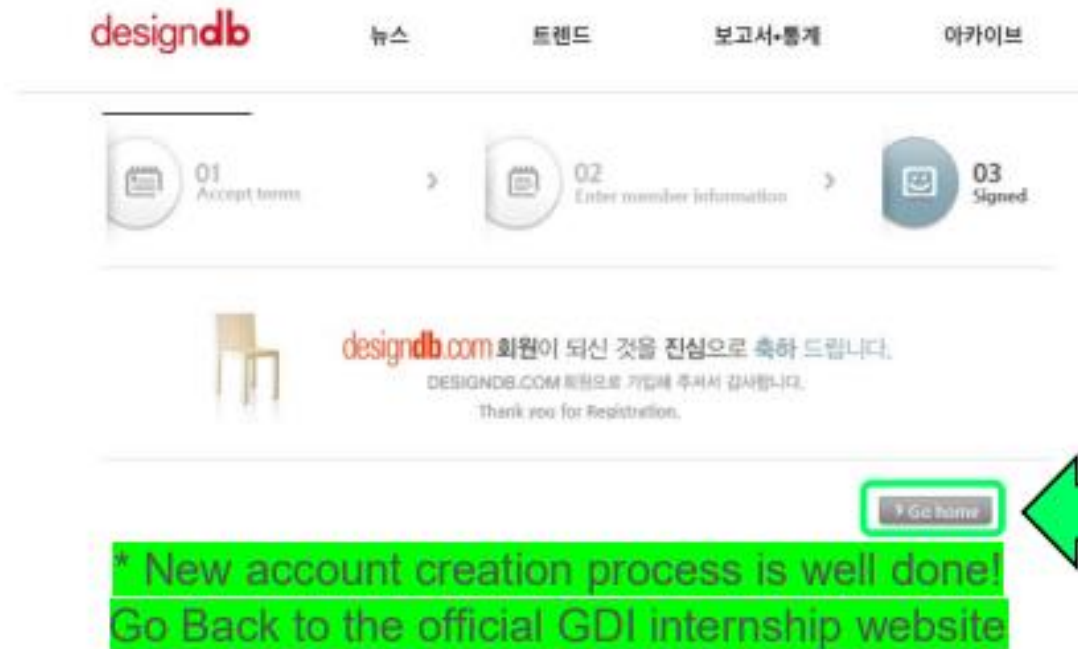 designdb 뉴스 트렌드 보고서+통계 아카이브
01
Accept terms
02
Enter member information
03
Signed
designdb.com 회원이 되신 것을 진심으로 축하 드립니다.
DESIGNDB.COM 회원으로 가입해 주셔서 감사합니다.
Thank you for Registration.
Go home
* New account creation process is well done!
Go Back to the official GDI internship website